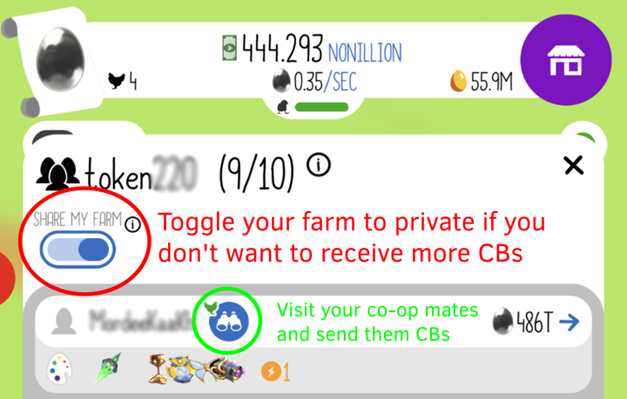 444.293 NONILLION
4
0.35/SEC
55.9M
token (9/10) i
SHARE MY FARM i
Toggle your farm to private if you
don't want to receive more CBs
Visit your co-op mates
and send them CBs
486T
1